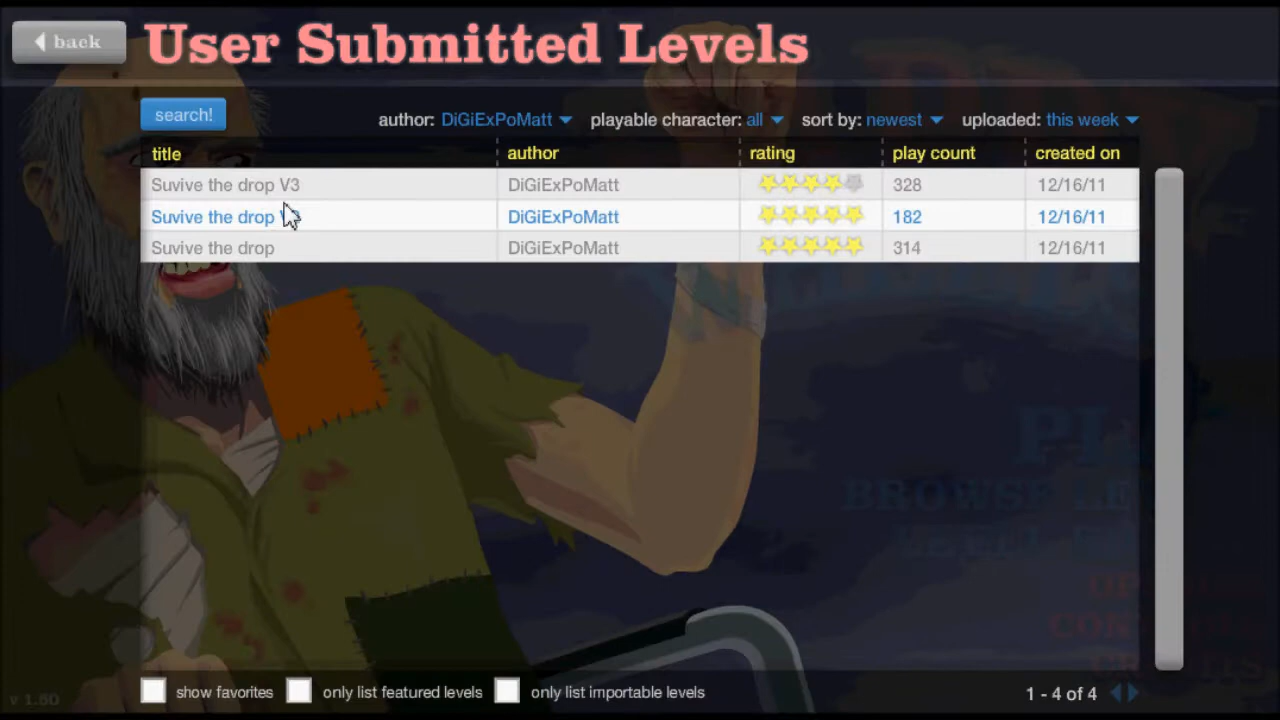 back
User Submitted Levels
search!
author: DiGiExPoMatt playable character: all sort by: newest uploaded: this week
title author rating play count created on
Suvive the drop V3 DiGiExPoMatt 328 12/16/11
Suvive the drop DiGiExPoMatt 182 12/16/11
Suvive the drop DiGiExPoMatt 314 12/16/11
show favorites only list featured levels only list importable levels 1 - 4 of 4
v 1.60